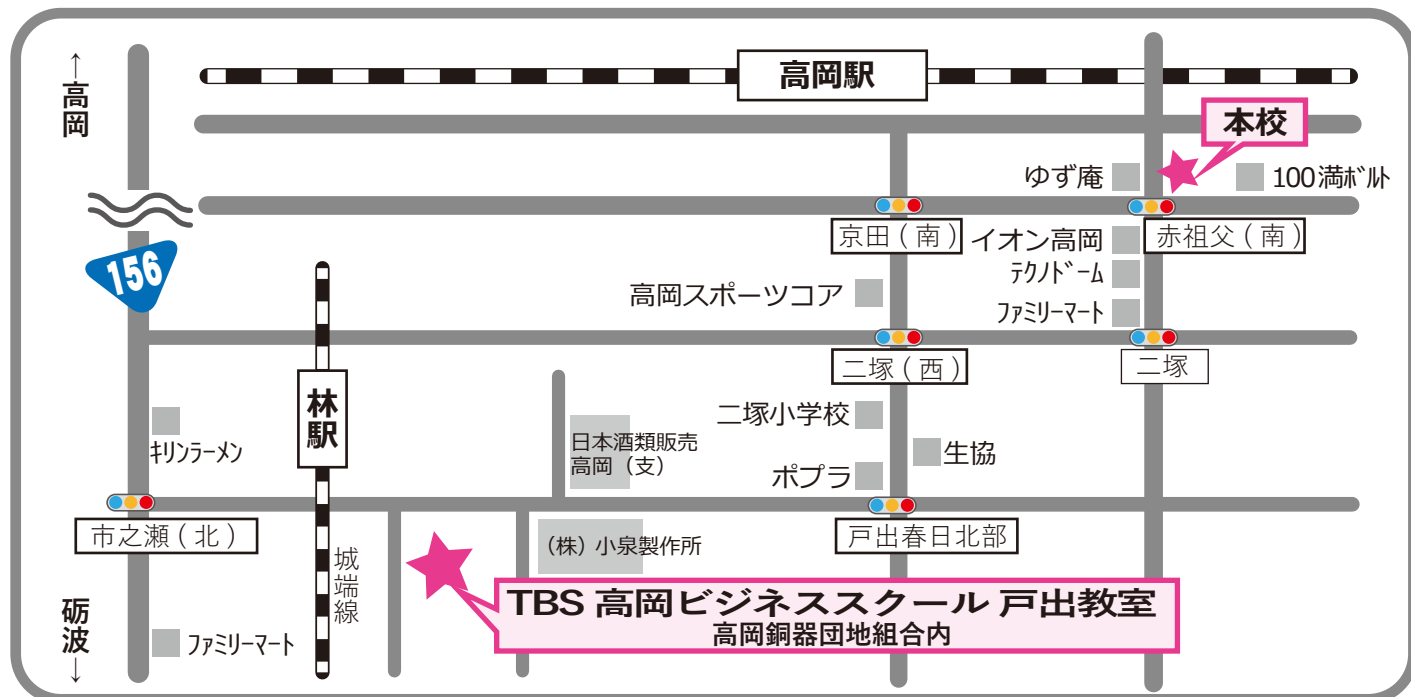 ←高岡
高岡駅
本校
ゆず庵
100満ﾎﾞﾙﾄ
京田(南)
イオン高岡
赤祖父(南)
156
ﾃｸﾉﾄﾞｰﾑ
高岡スポーツコア
ﾌｧﾐﾘｰﾏｰﾄ
二塚(西)
二塚
林駅
二塚小学校
ｷﾘﾝﾗｰﾒﾝ
日本酒類販売
高岡(支)
生協
ポプラ
市之瀬(北)
(株)小泉製作所
戸出春日北部
城端線
TBS 高岡ビジネススクール 戸出教室
高岡銅器団地組合内
砺波→
ﾌｧﾐﾘｰﾏｰﾄ